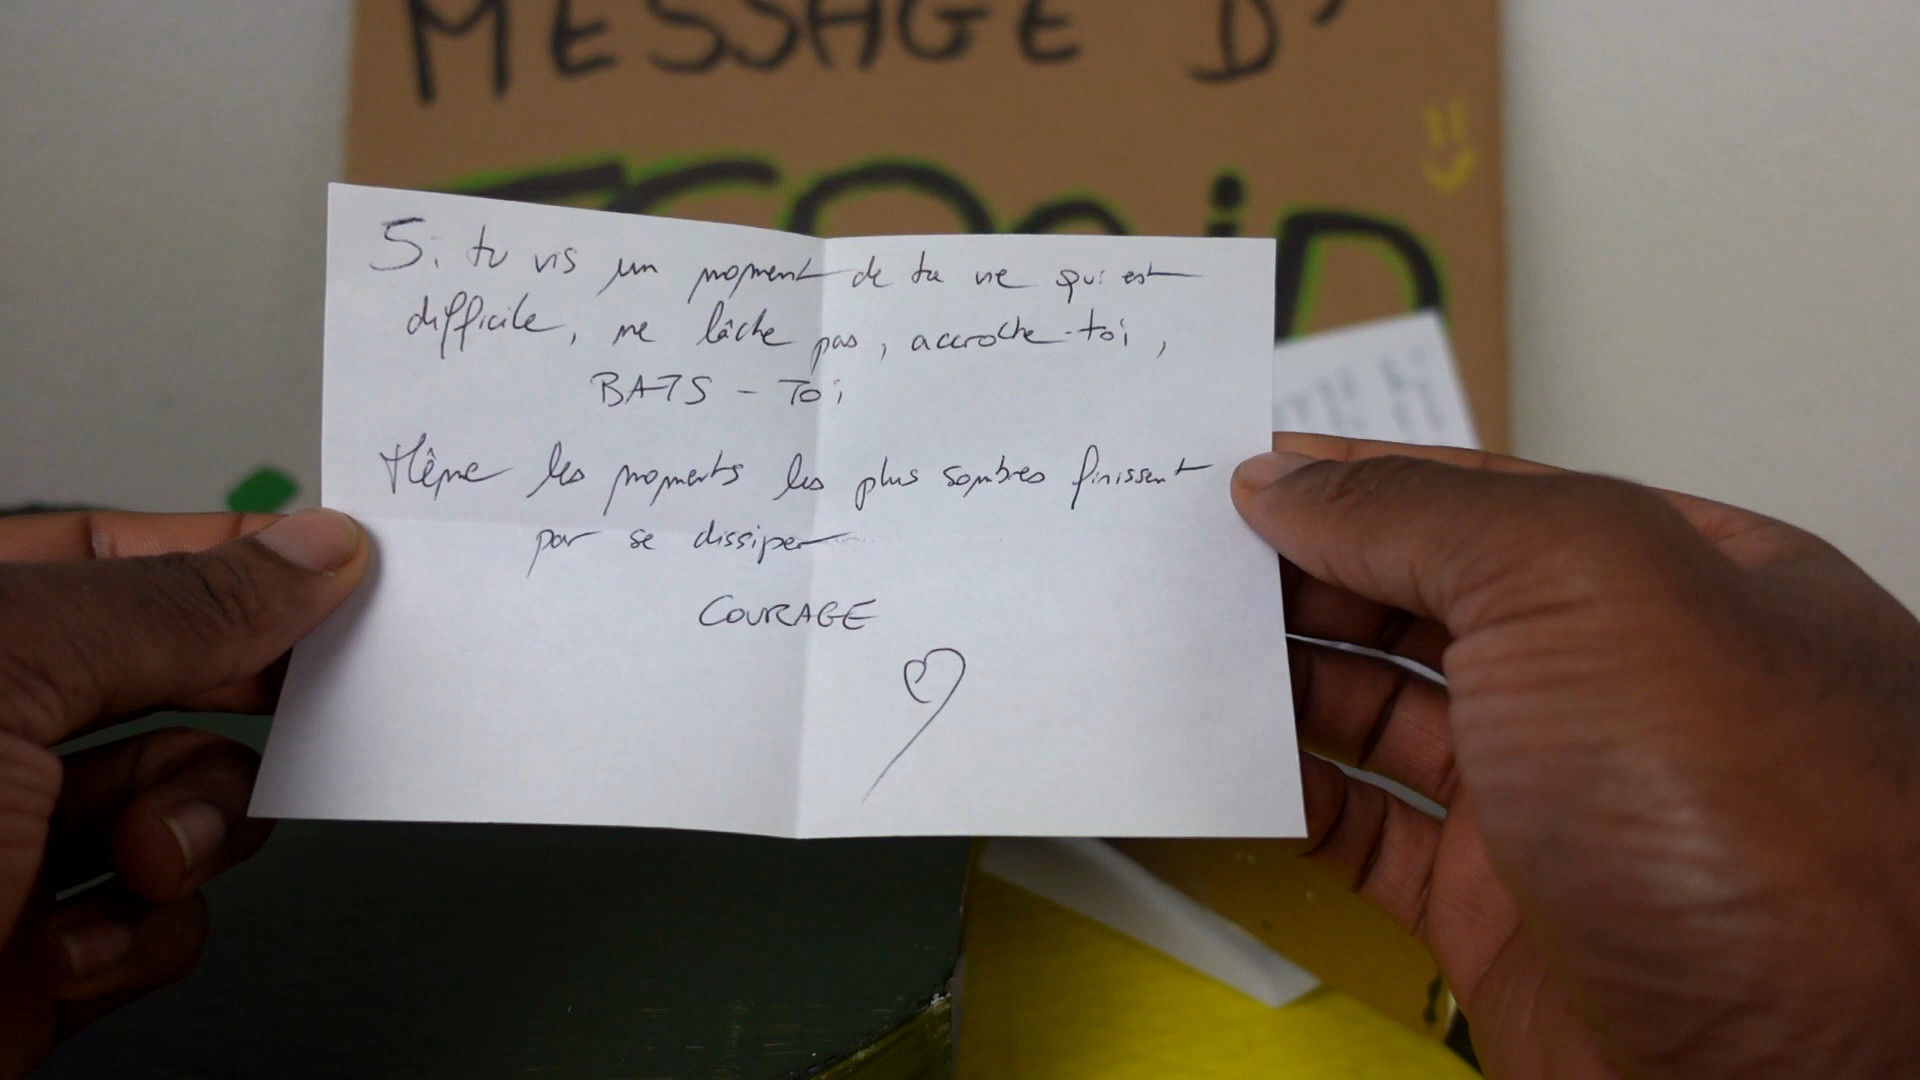 MESSAGE D'
Si tu vis un moment de ta vie qui est
difficile, ne lâche pas, accroche-toi,
BATS - Toi
Même les moments les plus sombres finissent
par se dissiper
COURAGE